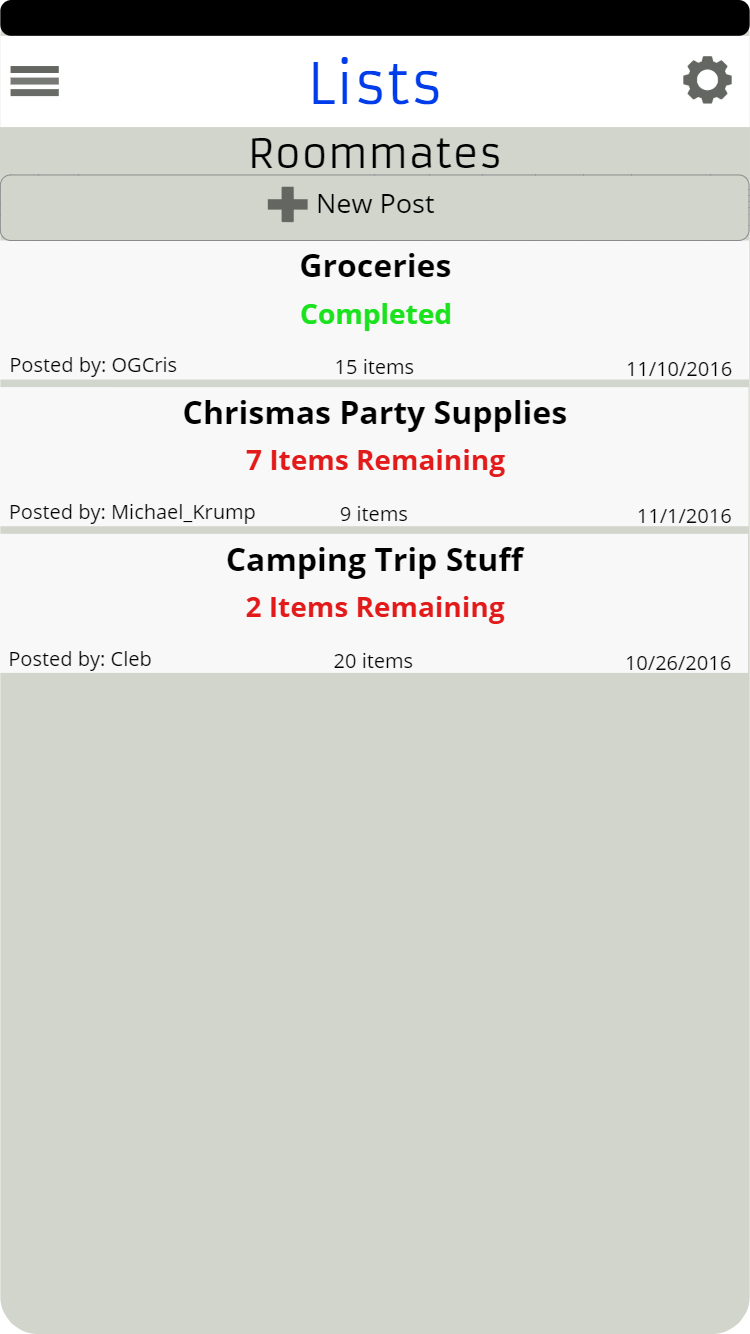 Lists
Roommates
New Post
Groceries
Completed
Posted by: OGCris 15 items 11/10/2016
Chrismas Party Supplies
7 Items Remaining
Posted by: Michael_Krump 9 items 11/1/2016
Camping Trip Stuff
2 Items Remaining
Posted by: Cleb 20 items 10/26/2016